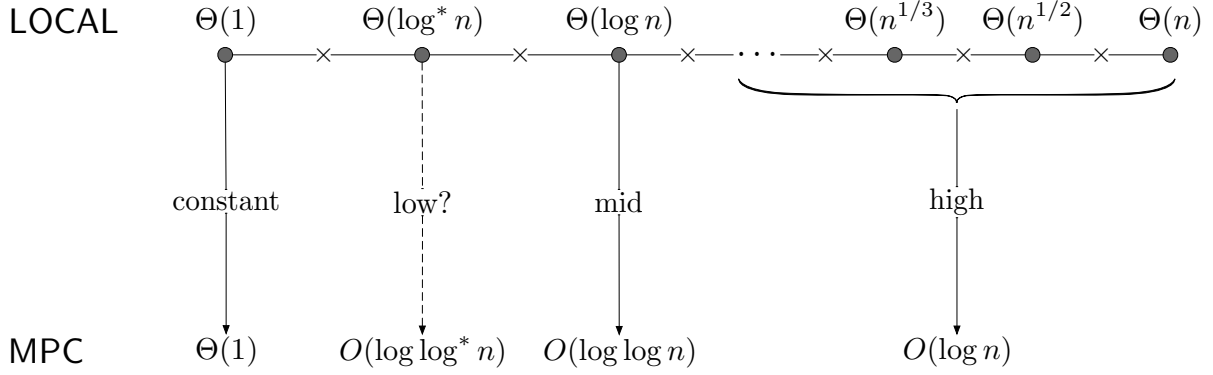 LOCAL Θ(1) Θ(log* n) Θ(log n) ... Θ(n^{1/3}) Θ(n^{1/2}) Θ(n)
constant low? mid high
MPC Θ(1) O(log log* n) O(log log n) O(log n)